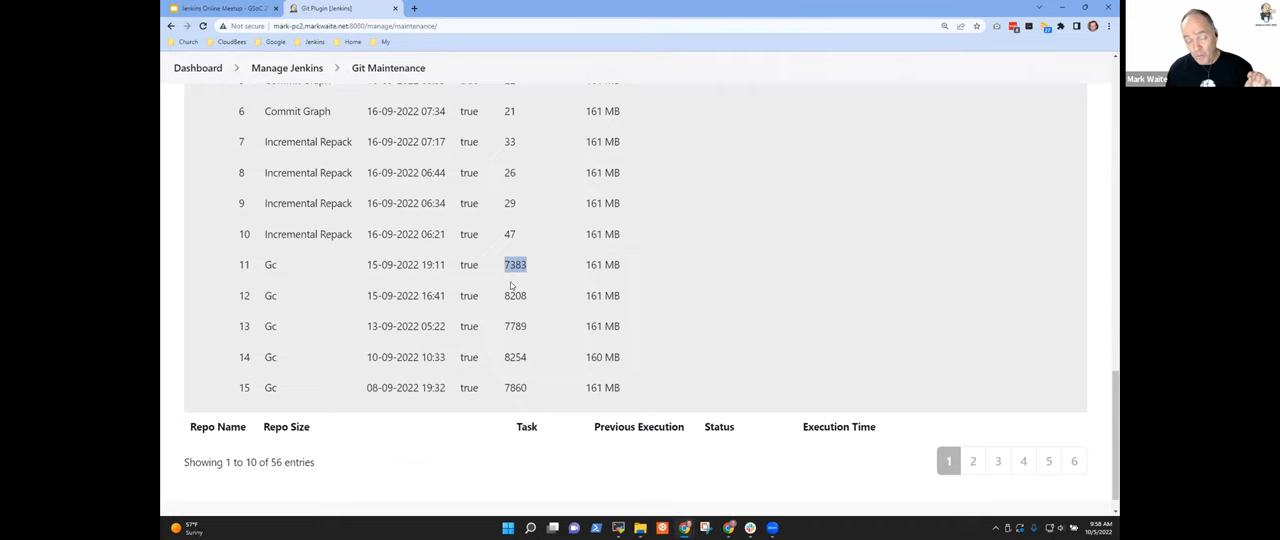 Jenkins Online Meetup - GSoC 2
Git Plugin [Jenkins]
Not secure
mark-pc2.markwaite.net:8080/manage/maintenance/
Church
CloudBees
Google
Jenkins
Home
My
Mark Waite
Dashboard > Manage Jenkins > Git Maintenance
6 Commit Graph 16-09-2022 07:34 true 21 161 MB
7 Incremental Repack 16-09-2022 07:17 true 33 161 MB
8 Incremental Repack 16-09-2022 06:44 true 26 161 MB
9 Incremental Repack 16-09-2022 06:34 true 29 161 MB
10 Incremental Repack 16-09-2022 06:21 true 47 161 MB
11 Gc 15-09-2022 19:11 true 7383 161 MB
12 Gc 15-09-2022 16:41 true 8208 161 MB
13 Gc 13-09-2022 05:22 true 7789 161 MB
14 Gc 10-09-2022 10:33 true 8254 160 MB
15 Gc 08-09-2022 19:32 true 7860 161 MB
Repo Name Repo Size Task Previous Execution Status Execution Time
Showing 1 to 10 of 56 entries
1 2 3 4 5 6
57°F
Sunny
9:58 AM
10/5/2022